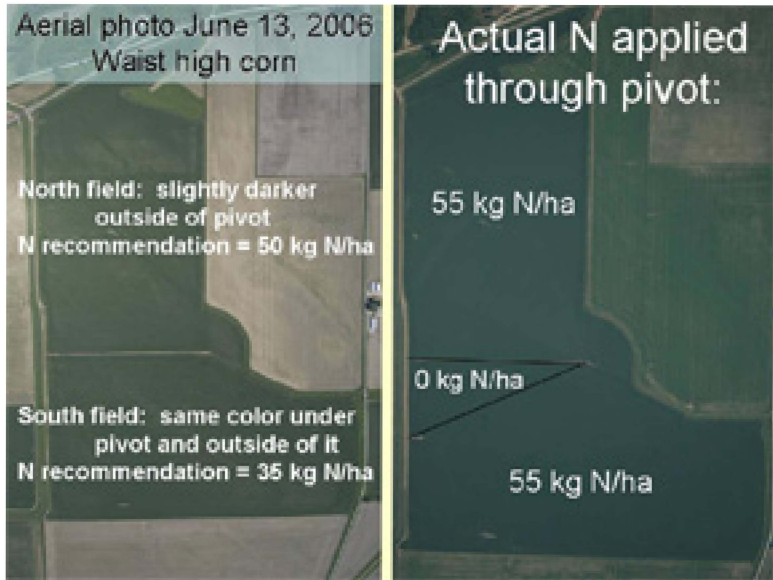 Aerial photo June 13, 2006
Waist high corn
North field: slightly darker
outside of pivot
N recommendation = 50 kg N/ha
South field: same color under
pivot and outside of it
N recommendation = 35 kg N/ha
Actual N applied
through pivot:
55 kg N/ha
0 kg N/ha
55 kg N/ha